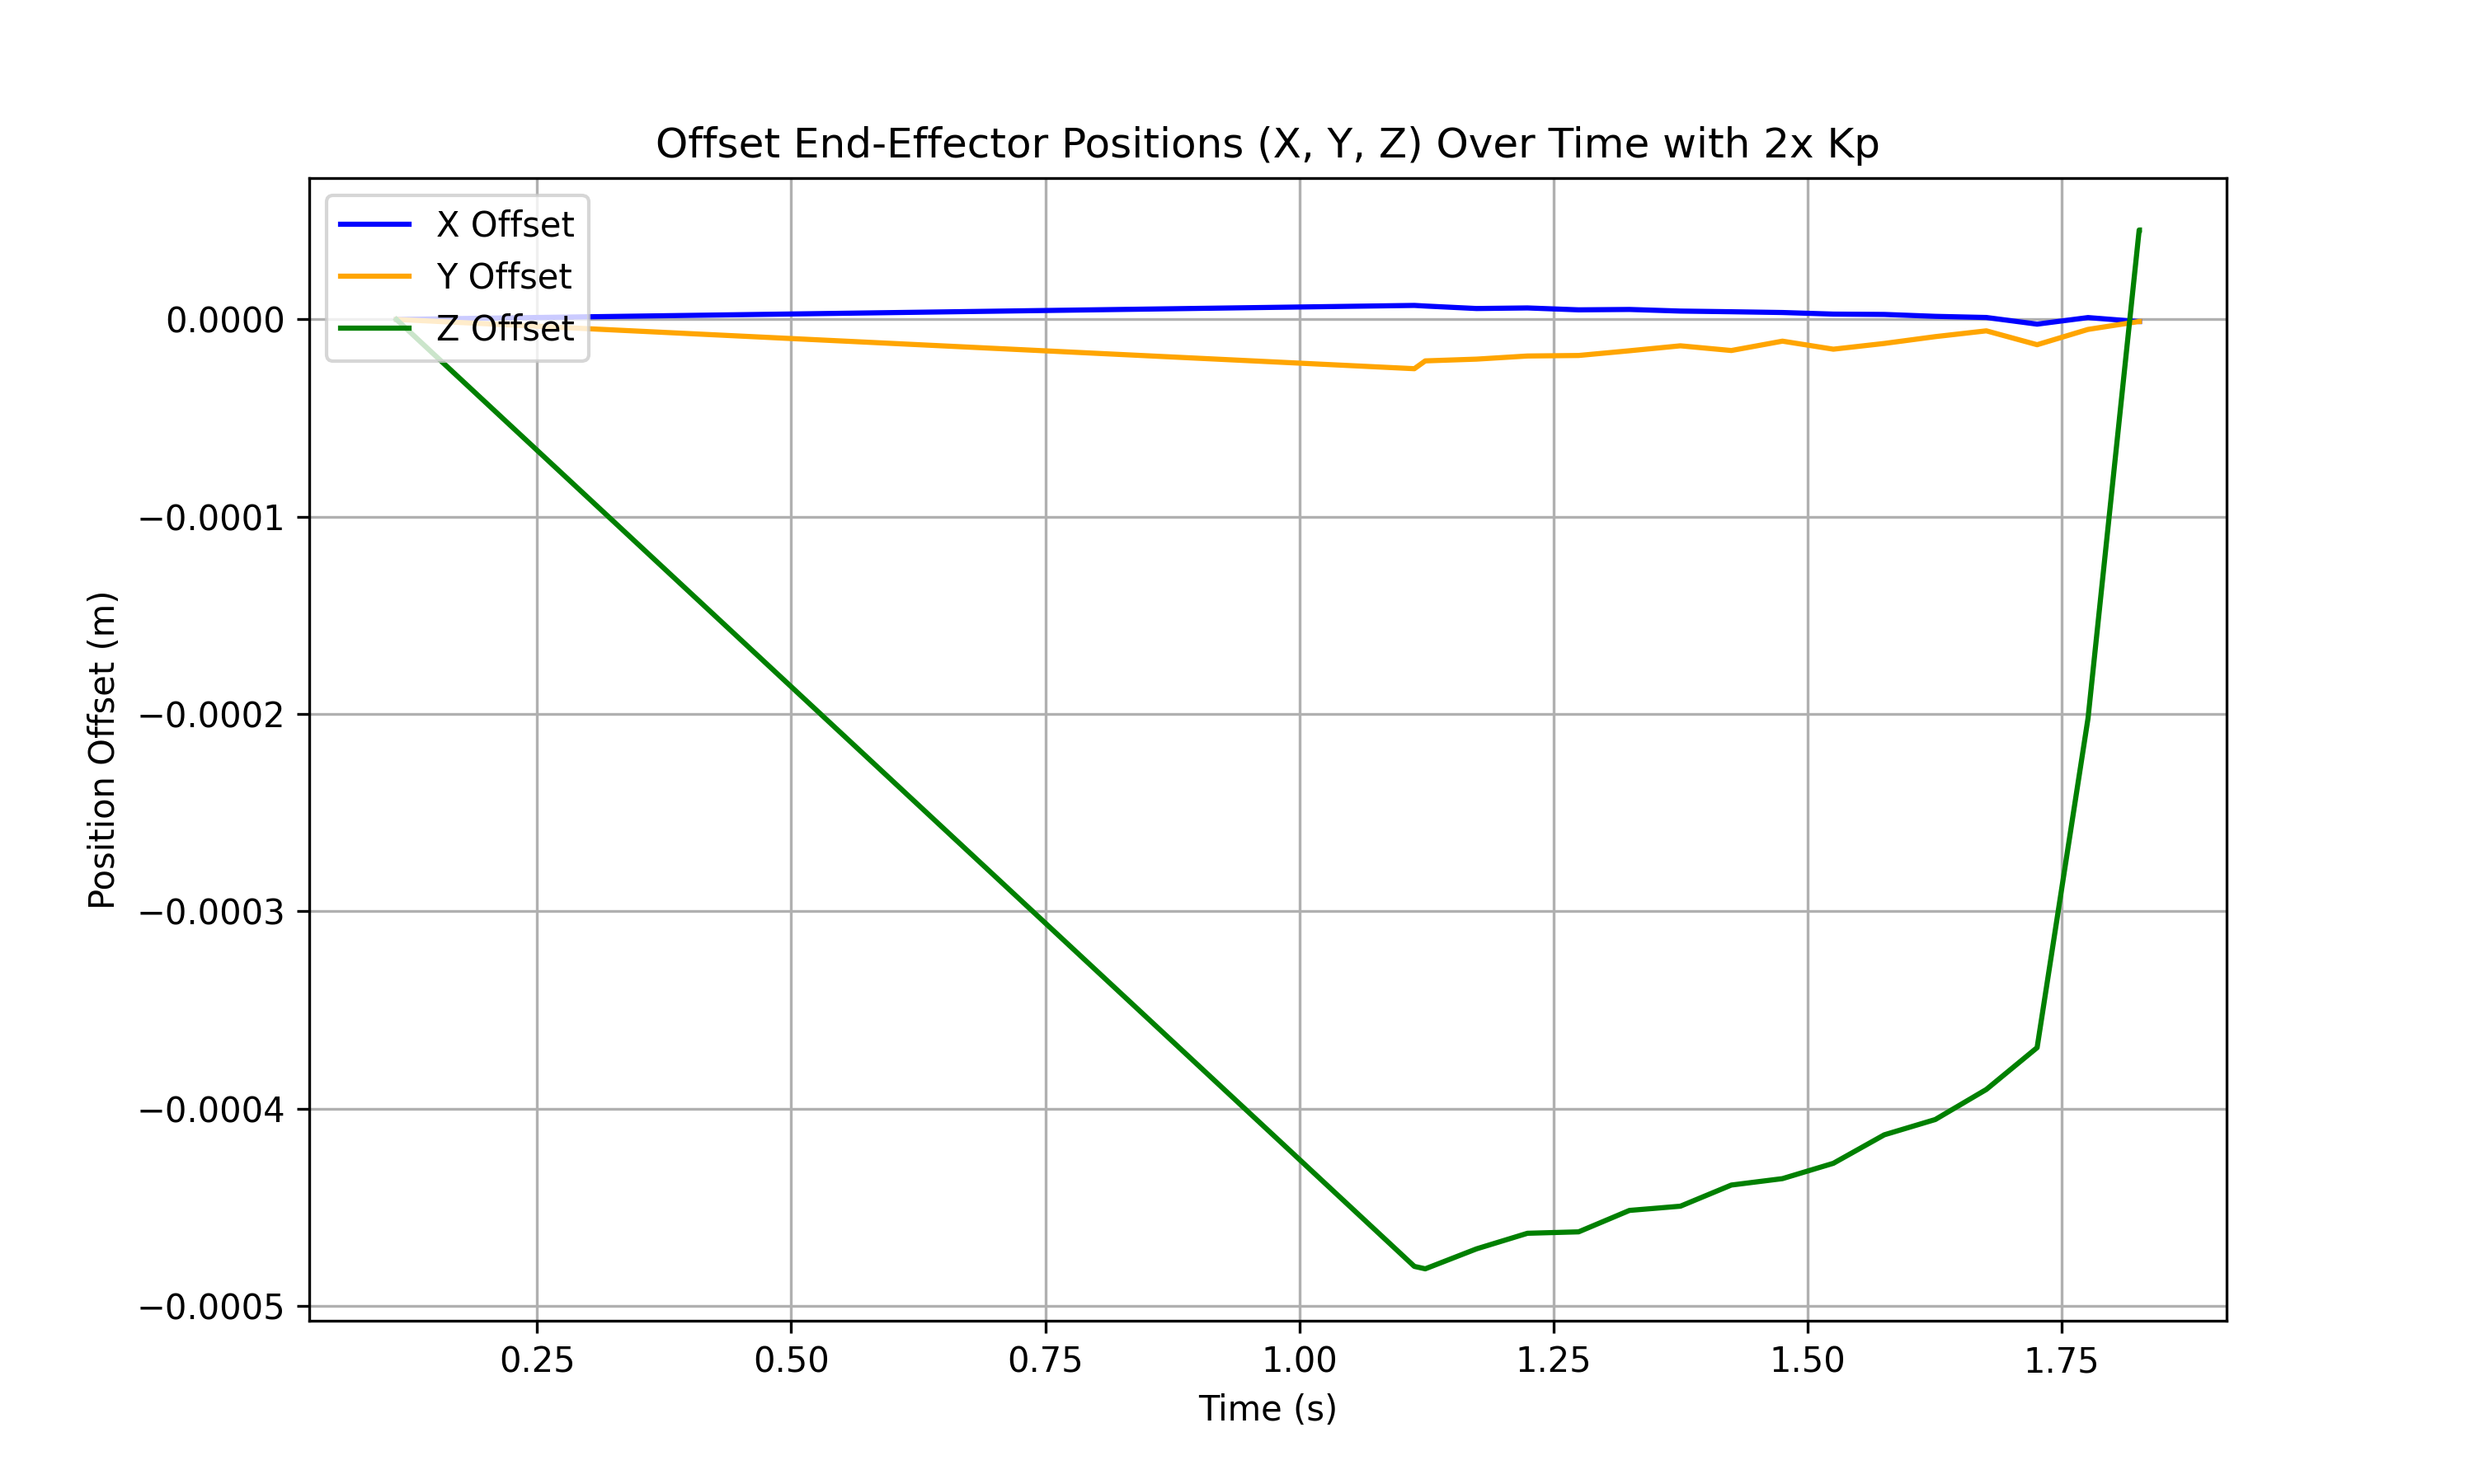 Offset End-Effector Positions (X, Y, Z) Over Time with 2x Kp
X Offset
Y Offset
Z Offset
0.0000
−0.0001
−0.0002
−0.0003
−0.0004
−0.0005
Position Offset (m)
0.25 0.50 0.75 1.00 1.25 1.50 1.75
Time (s)